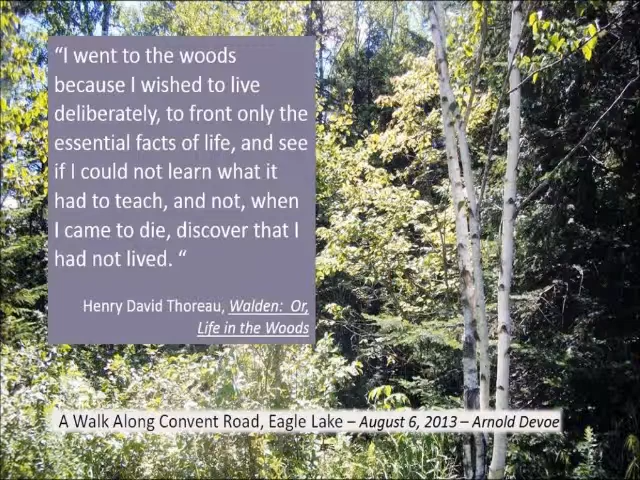 “I went to the woods
because I wished to live
deliberately, to front only the
essential facts of life, and see
if I could not learn what it
had to teach, and not, when
I came to die, discover that I
had not lived. “
Henry David Thoreau, Walden:  Or,
Life in the Woods
A Walk Along Convent Road, Eagle Lake – August 6, 2013 – Arnold Devoe